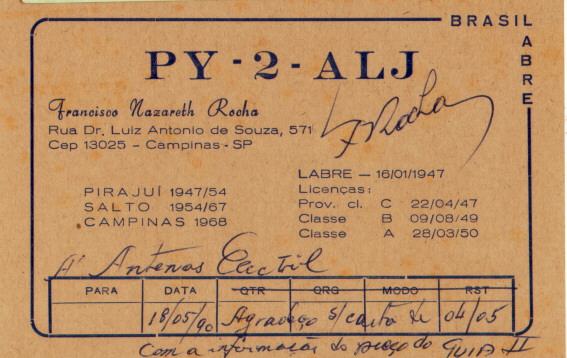 BRASIL
LABRE
PY-2-ALJ
Francisco Nazareth Rocha
Rua Dr. Luiz Antonio de Souza, 571
Cep 13025 - Campinas - SP
F Rocha
LABRE — 16/01/1947
Licenças:
Prov. cl. C 22/04/47
Classe B 09/08/49
Classe A 28/03/50
PIRAJUÍ 1947/54
SALTO 1954/67
CAMPINAS 1968
A' Antenas Electril
PARA DATA QTR QRG MODO RST
18/05/90 Agradeço s/ carta de 04/05
com a informação do preço do GUIA II